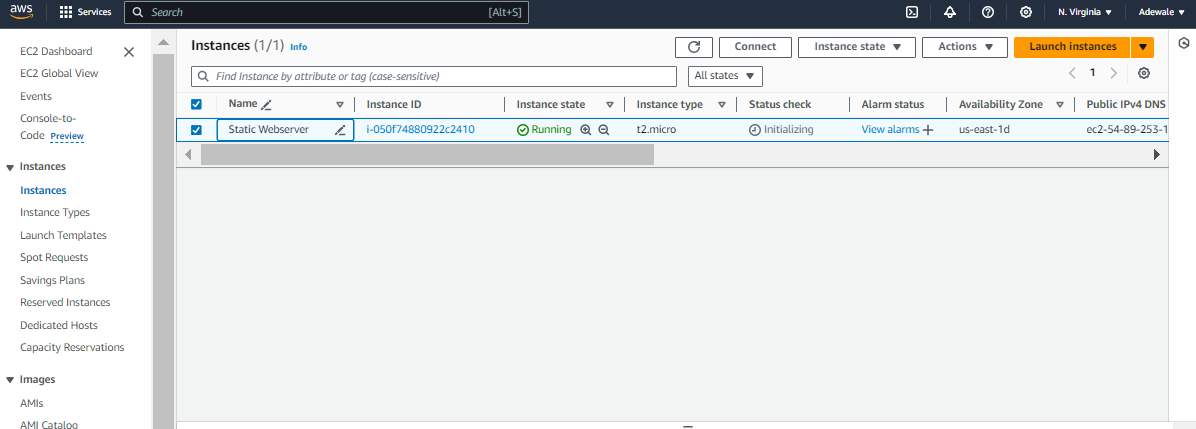 aws Services Search [Alt+S] N. Virginia Adewale
EC2 Dashboard
EC2 Global View
Events
Console-to-
Code Preview
Instances
Instances
Instance Types
Launch Templates
Spot Requests
Savings Plans
Reserved Instances
Dedicated Hosts
Capacity Reservations
Images
AMIs
AMI Catalog
Instances (1/1) Info Connect Instance state Actions Launch instances
Find Instance by attribute or tag (case-sensitive) All states 1
Name Instance ID Instance state Instance type Status check Alarm status Availability Zone Public IPv4 DNS
Static Webserver i-050f74880922c2410 Running t2.micro Initializing View alarms us-east-1d ec2-54-89-253-1